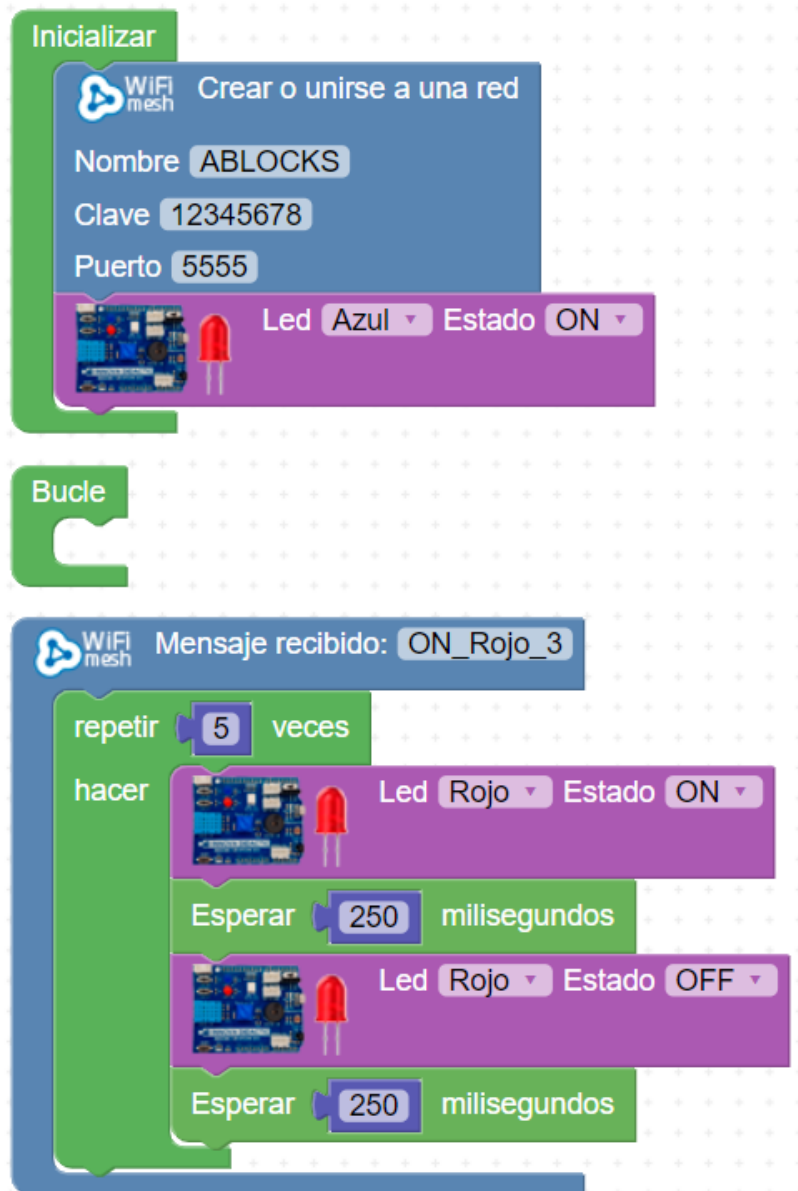 Inicializar
WiFi mesh Crear o unirse a una red
Nombre ABLOCKS
Clave 12345678
Puerto 5555
Led Azul Estado ON
Bucle
WiFi mesh Mensaje recibido: ON_Rojo_3
repetir 5 veces
hacer Led Rojo Estado ON
Esperar 250 milisegundos
Led Rojo Estado OFF
Esperar 250 milisegundos